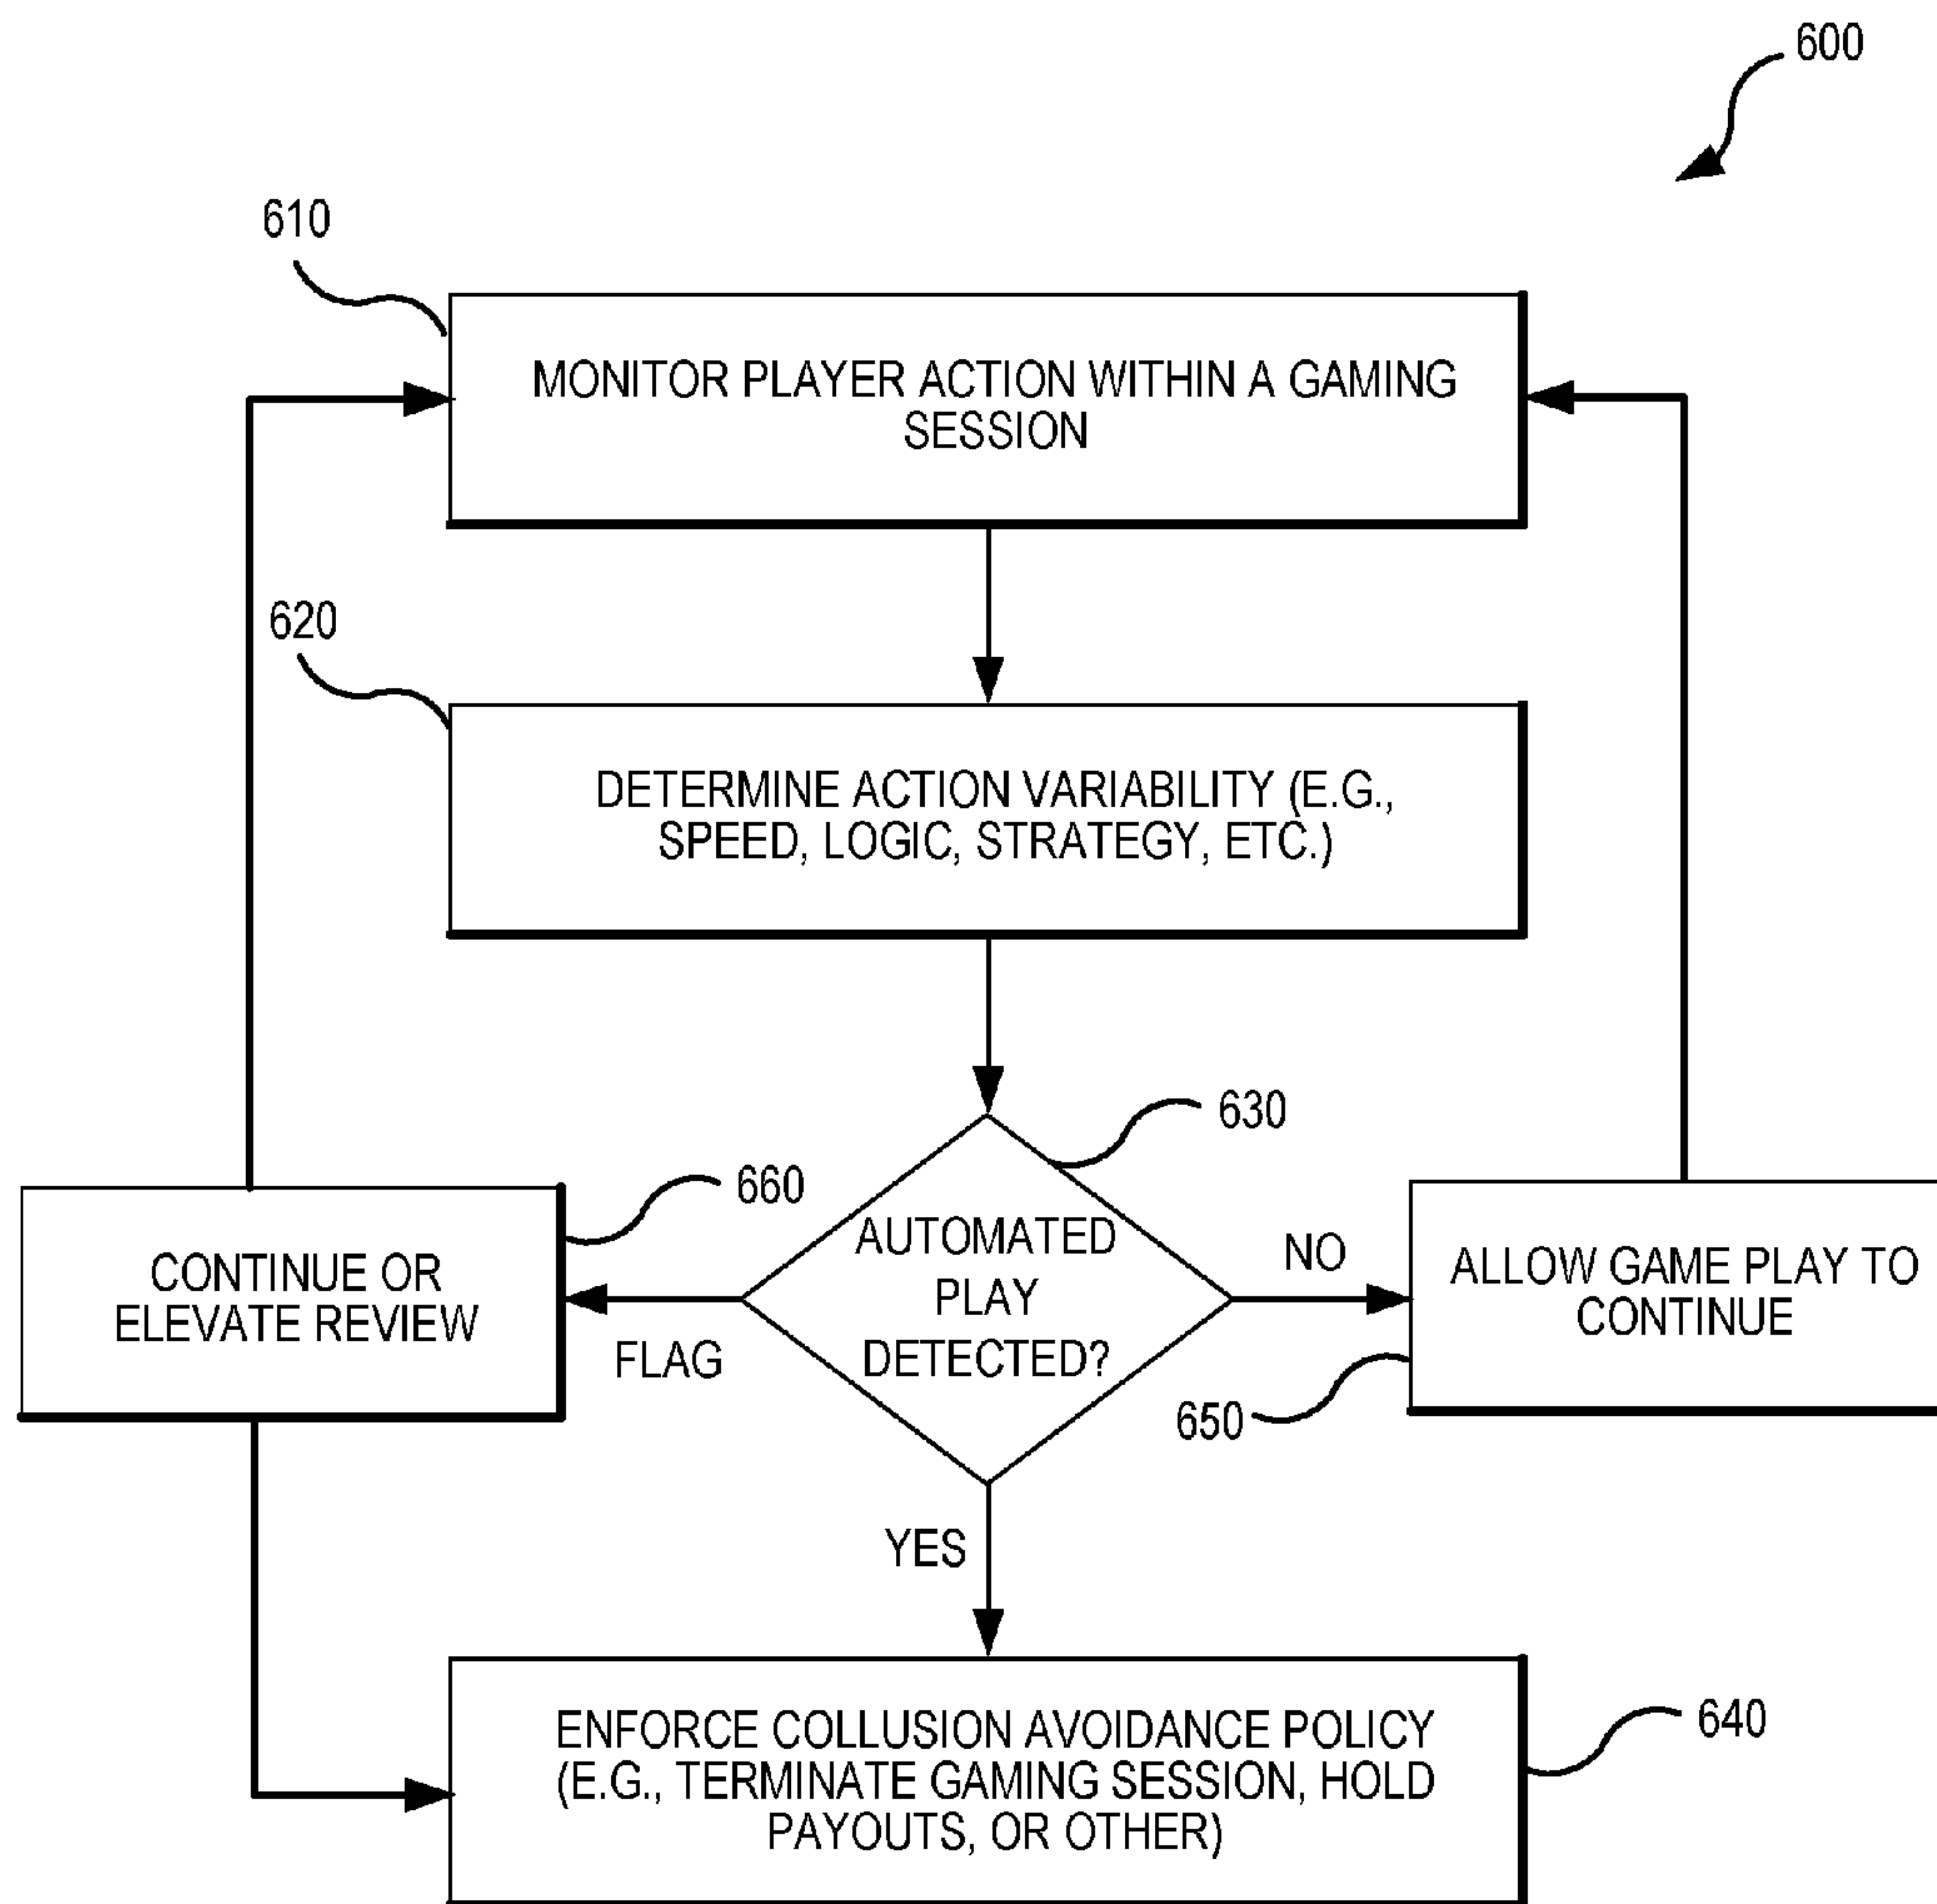 600
610
MONITOR PLAYER ACTION WITHIN A GAMING
SESSION
620
DETERMINE ACTION VARIABILITY (E.G.,
SPEED, LOGIC, STRATEGY, ETC.)
630
660
AUTOMATED
PLAY
DETECTED?
CONTINUE OR
ELEVATE REVIEW
FLAG
NO
ALLOW GAME PLAY TO
CONTINUE
650
YES
ENFORCE COLLUSION AVOIDANCE POLICY
(E.G., TERMINATE GAMING SESSION, HOLD
PAYOUTS, OR OTHER)
640